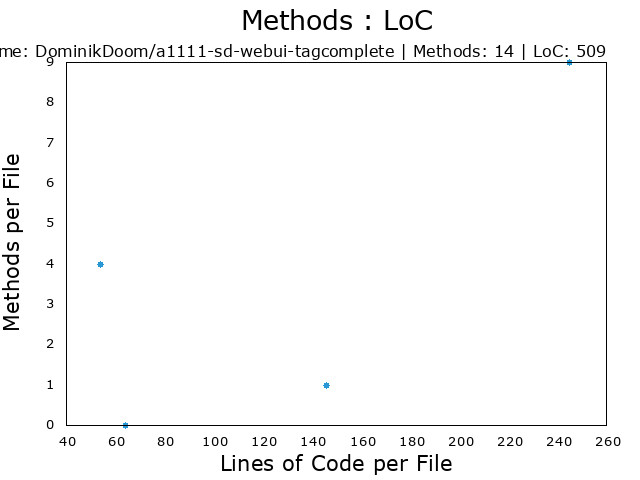 Methods : LoC
me: DominikDoom/a1111-sd-webui-tagcomplete | Methods: 14 | LoC: 509
Methods per File
9
8
7
6
5
4
3
2
1
0
40 60 80 100 120 140 160 180 200 220 240 260
Lines of Code per File